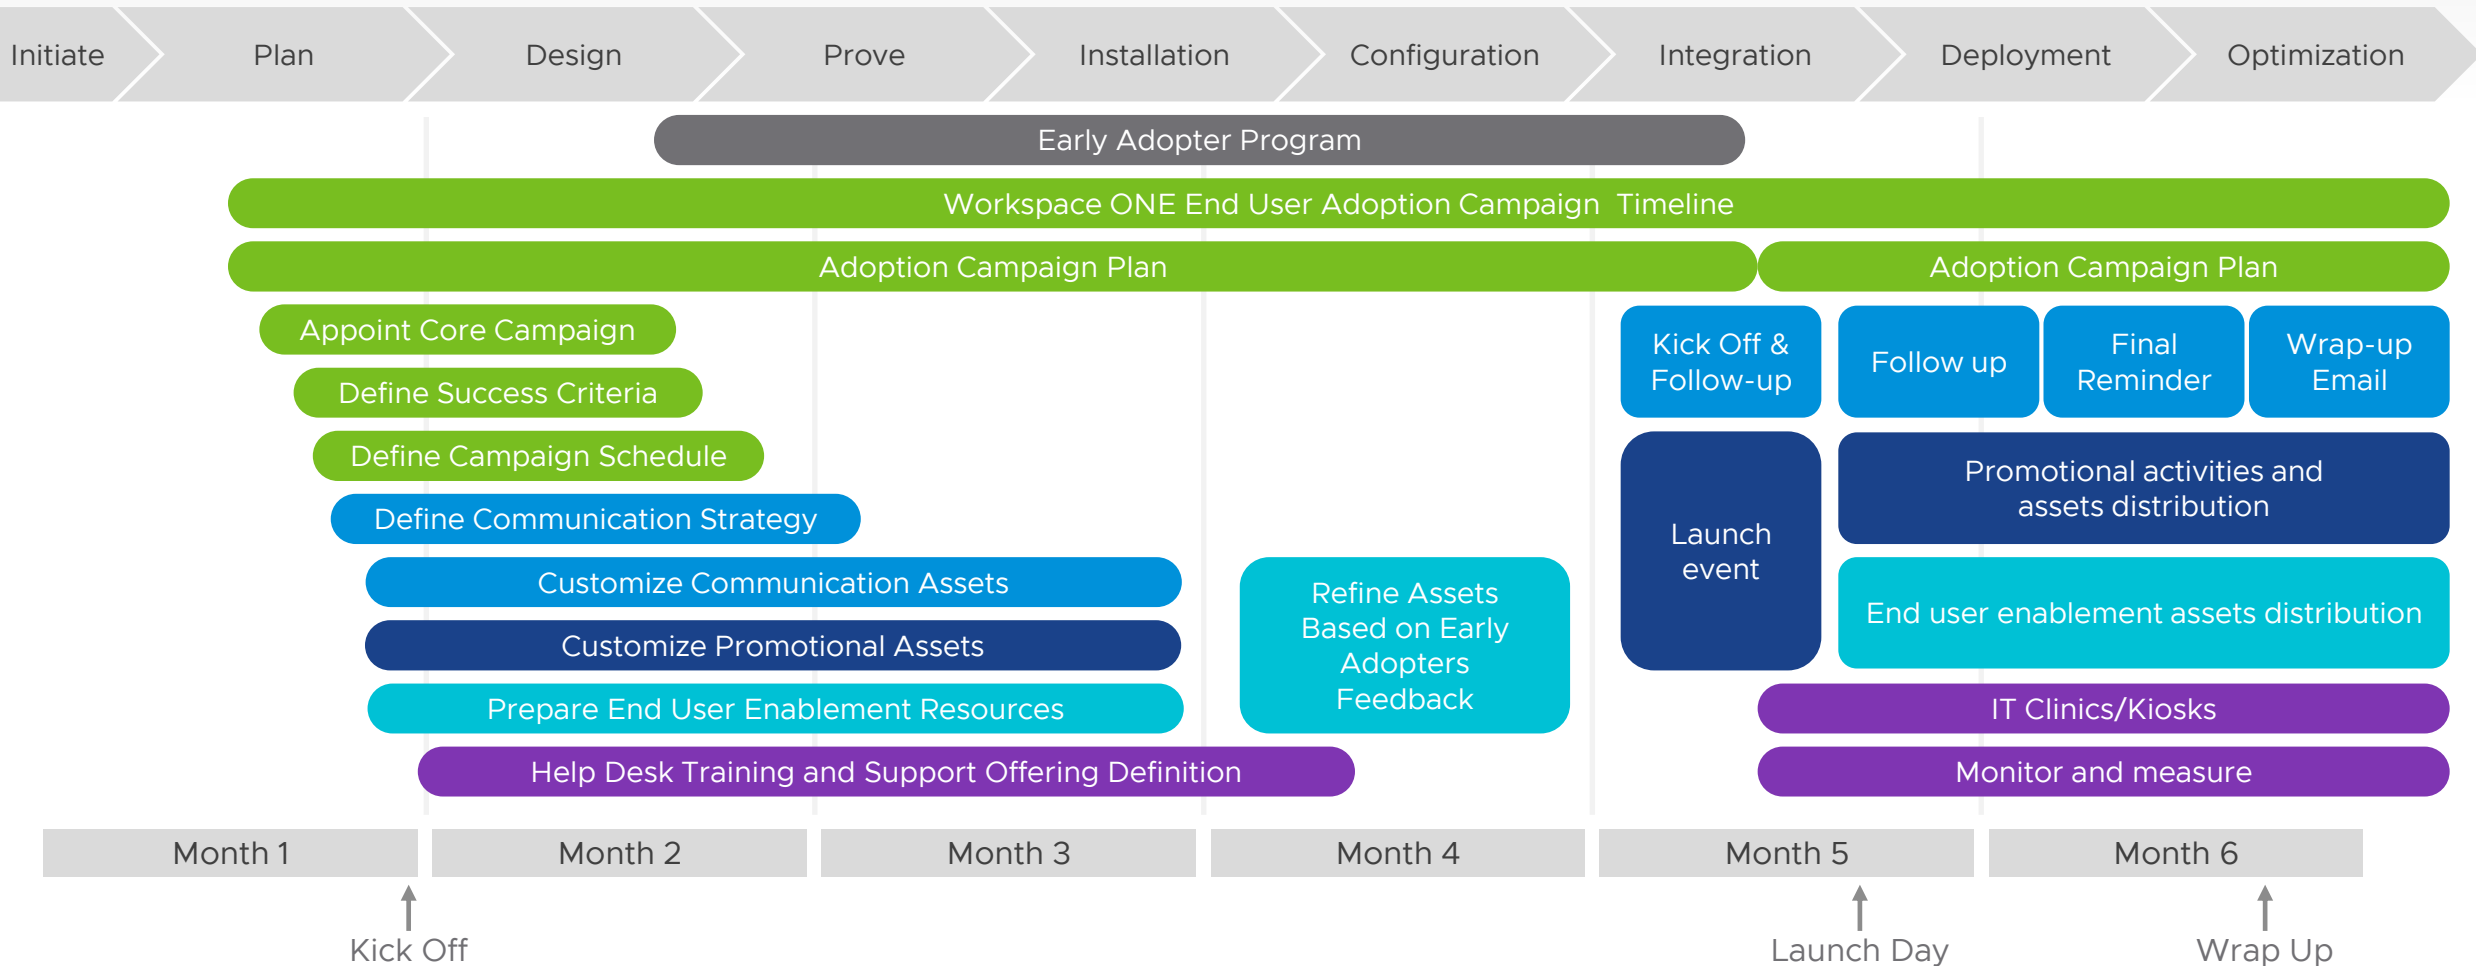 Initiate
Plan
Design
Prove
Installation
Configuration
Integration
Deployment
Optimization
Early Adopter Program
Workspace ONE End User Adoption Campaign  Timeline
Adoption Campaign Plan
Adoption Campaign Plan
Appoint Core Campaign
Define Success Criteria
Define Campaign Schedule
Define Communication Strategy
Customize Communication Assets
Customize Promotional Assets
Prepare End User Enablement Resources
Help Desk Training and Support Offering Definition
Refine Assets
Based on Early
Adopters
Feedback
Kick Off &
Follow-up
Follow up
Final
Reminder
Wrap-up
Email
Launch
event
Promotional activities and
assets distribution
End user enablement assets distribution
IT Clinics/Kiosks
Monitor and measure
Month 1
Month 2
Month 3
Month 4
Month 5
Month 6
Kick Off
Launch Day
Wrap Up